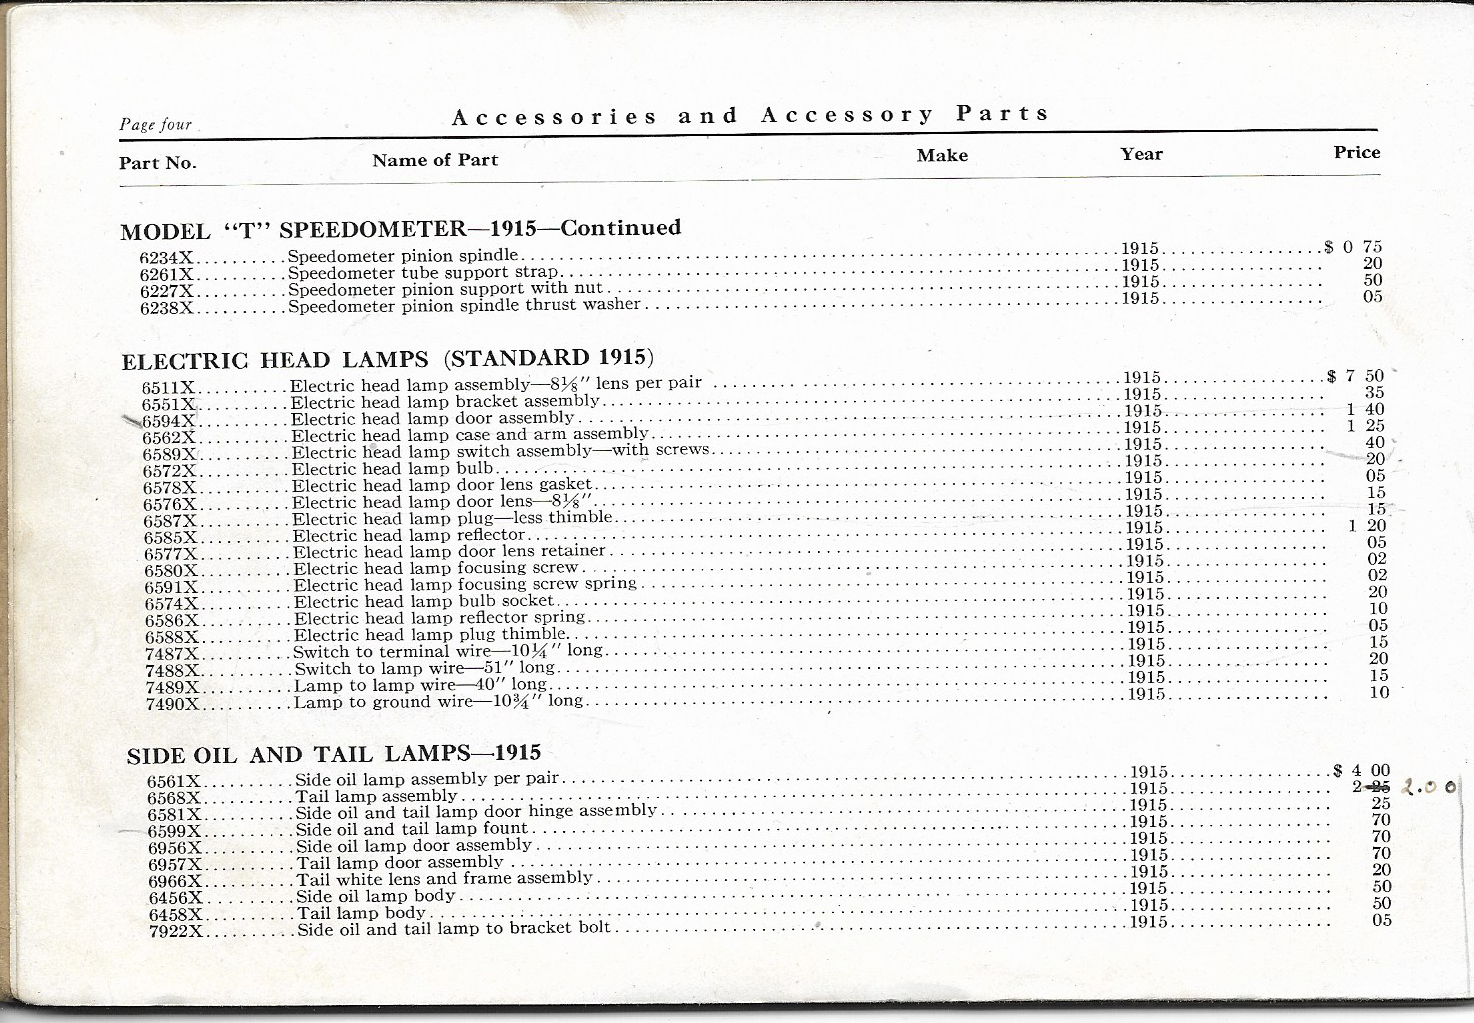 Page four
Accessories and Accessory Parts
Part No. Name of Part Make Year Price
MODEL “T” SPEEDOMETER—1915—Continued
6234X..........Speedometer pinion spindle..........1915..........$ 0 75
6261X..........Speedometer tube support strap..........1915.......... 20
6227X..........Speedometer pinion support with nut..........1915.......... 50
6238X..........Speedometer pinion spindle thrust washer..........1915.......... 05
ELECTRIC HEAD LAMPS (STANDARD 1915)
6511X..........Electric head lamp assembly—8⅛″ lens per pair ..........1915..........$ 7 50
6551X..........Electric head lamp bracket assembly..........1915.......... 35
6594X..........Electric head lamp door assembly..........1915.......... 1 40
6562X..........Electric head lamp case and arm assembly..........1915.......... 1 25
6589X..........Electric head lamp switch assembly—with screws..........1915.......... 40
6572X..........Electric head lamp bulb..........1915.......... 20
6578X..........Electric head lamp door lens gasket..........1915.......... 05
6576X..........Electric head lamp door lens—8⅛″..........1915.......... 15
6587X..........Electric head lamp plug—less thimble..........1915.......... 15
6585X..........Electric head lamp reflector..........1915.......... 1 20
6577X..........Electric head lamp door lens retainer..........1915.......... 05
6580X..........Electric head lamp focusing screw..........1915.......... 02
6591X..........Electric head lamp focusing screw spring..........1915.......... 02
6574X..........Electric head lamp bulb socket..........1915.......... 20
6586X..........Electric head lamp reflector spring..........1915.......... 10
6588X..........Electric head lamp plug thimble..........1915.......... 05
7487X..........Switch to terminal wire—10¼″ long..........1915.......... 15
7488X..........Switch to lamp wire—51″ long..........1915.......... 20
7489X..........Lamp to lamp wire—40″ long..........1915.......... 15
7490X..........Lamp to ground wire—10¾″ long..........1915.......... 10
SIDE OIL AND TAIL LAMPS—1915
6561X..........Side oil lamp assembly per pair..........1915..........$ 4 00
6568X..........Tail lamp assembly..........1915.......... 2 25 2.00
6581X..........Side oil and tail lamp door hinge assembly..........1915.......... 25
6599X..........Side oil and tail lamp fount..........1915.......... 70
6956X..........Side oil lamp door assembly..........1915.......... 70
6957X..........Tail lamp door assembly ..........1915.......... 70
6966X..........Tail white lens and frame assembly..........1915.......... 20
6456X..........Side oil lamp body..........1915.......... 50
6458X..........Tail lamp body..........1915.......... 50
7922X..........Side oil and tail lamp to bracket bolt..........1915.......... 05